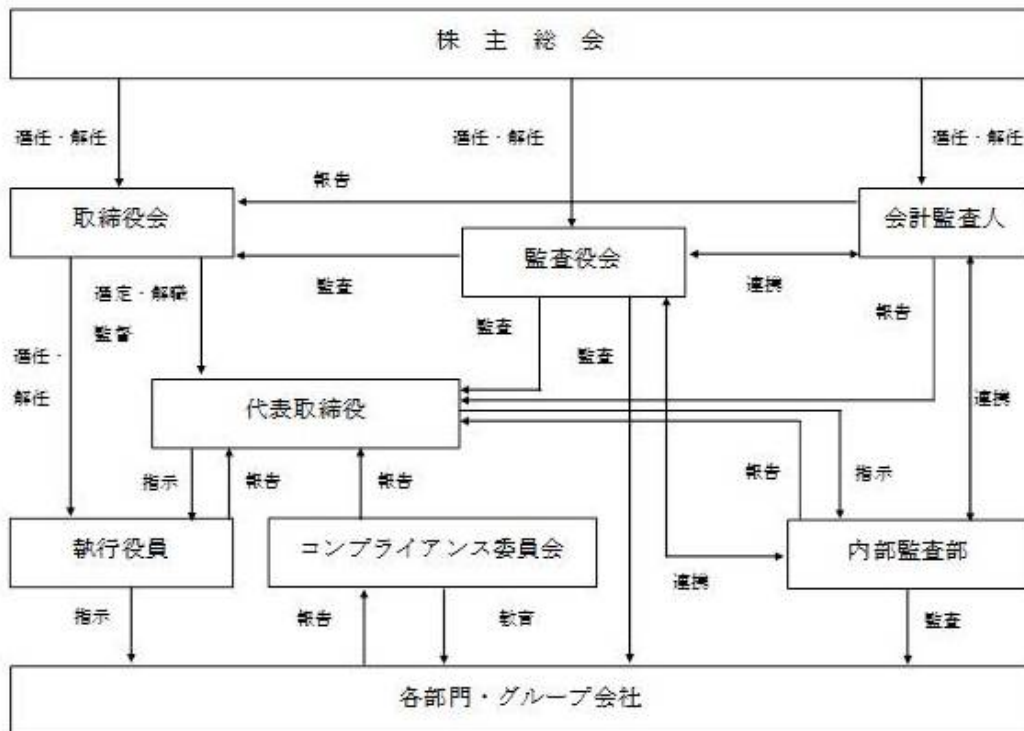 株 主 総 会
選任・解任
選任・解任
選任・解任
報告
取締役会
会計監査人
監査役会
監査
連携
選定・解職
監督
報告
監査
監査
選任・
解任
代表取締役
連携
指示
報告
報告
報告
指示
執行役員
コンプライアンス委員会
内部監査部
連携
指示
報告
教育
監査
各部門・グループ会社